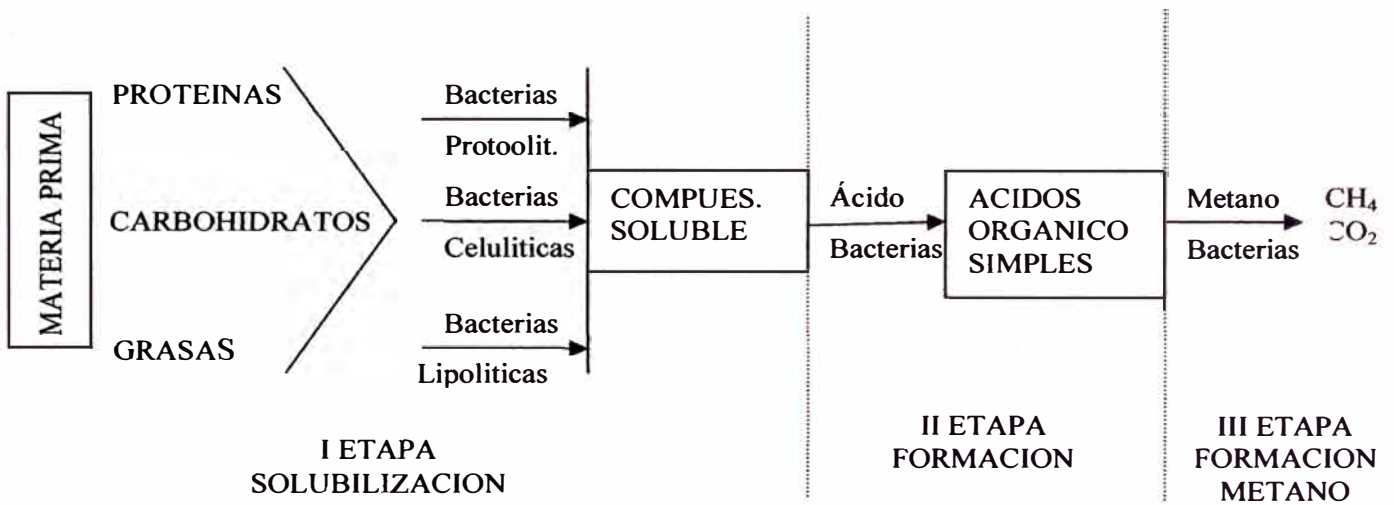 MATERIA PRIMA
PROTEINAS
CARBOHIDRATOS
GRASAS
Bacterias
Protoolit.
Bacterias
Celuliticas
Bacterias
Lipoliticas
COMPUES.
SOLUBLE
Ácido
Bacterias
ACIDOS
ORGANICO
SIMPLES
Metano
Bacterias
CH₄
CO₂
I ETAPA
SOLUBILIZACION
II ETAPA
FORMACION
III ETAPA
FORMACION
METANO